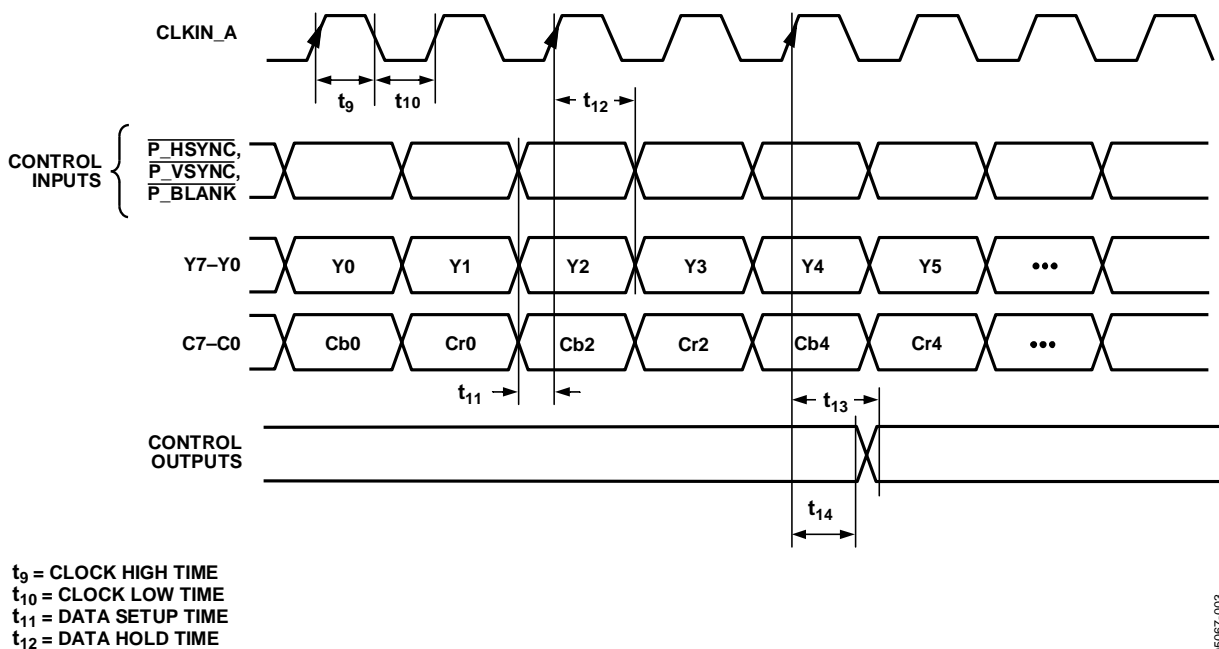 CLKIN_A
t9
t10
t12
CONTROL
INPUTS
P_HSYNC,
P_VSYNC,
P_BLANK
Y7–Y0
Y0
Y1
Y2
Y3
Y4
Y5
•••
C7–C0
Cb0
Cr0
Cb2
Cr2
Cb4
Cr4
•••
t11
t13
CONTROL
OUTPUTS
t14
t9 = CLOCK HIGH TIME
t10 = CLOCK LOW TIME
t11 = DATA SETUP TIME
t12 = DATA HOLD TIME